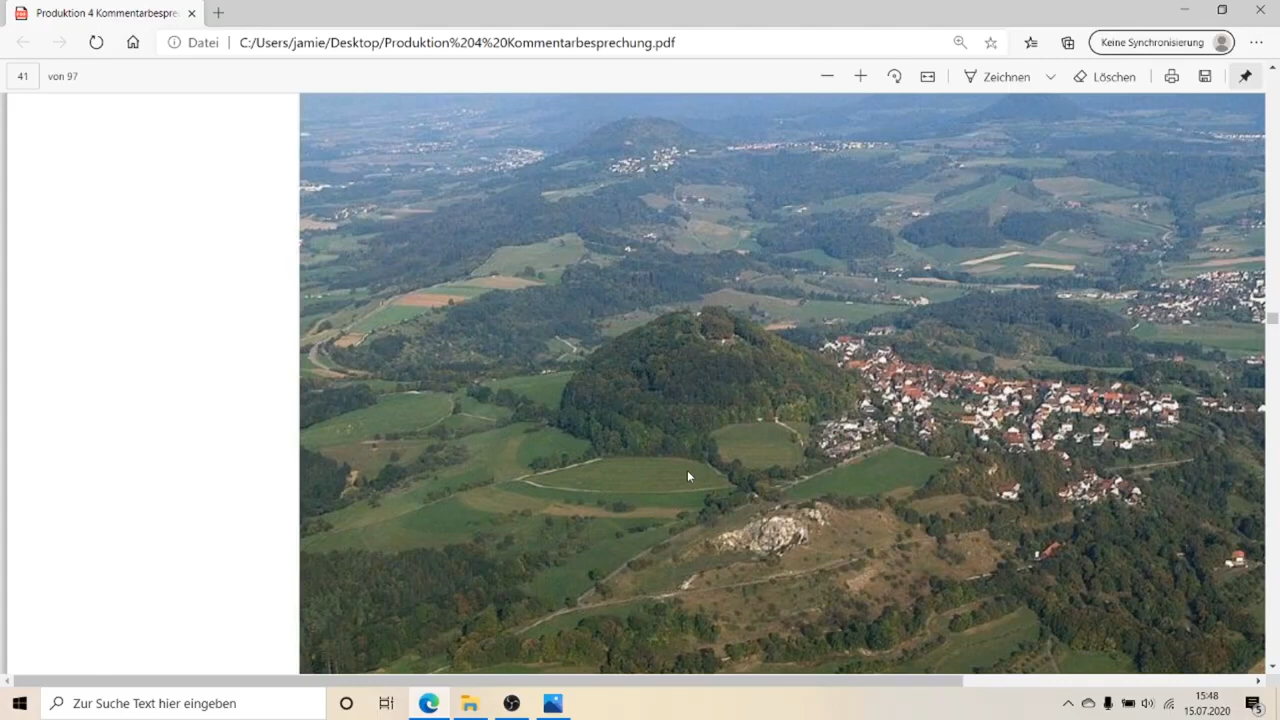 Produktion 4 Kommentarbespre
Datei
C:/Users/jamie/Desktop/Produktion%204%20Kommentarbesprechung.pdf
Keine Synchronisierung
41 von 97
Zeichnen
Löschen
Zur Suche Text hier eingeben
15:48
15.07.2020
5